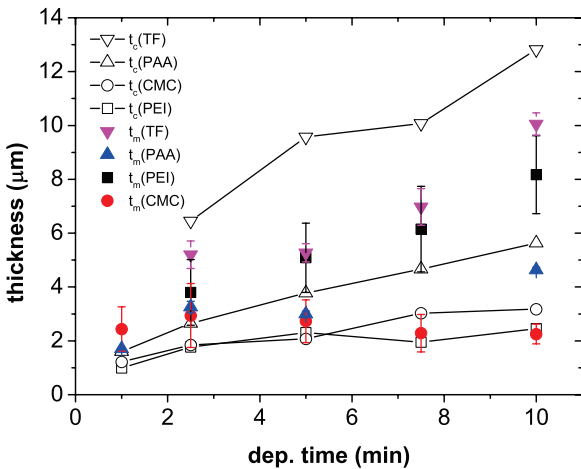 14
12
10
8
6
4
2
0
thickness (μm)
t_c(TF)
t_c(PAA)
t_c(CMC)
t_c(PEI)
t_m(TF)
t_m(PAA)
t_m(PEI)
t_m(CMC)
0 2 4 6 8 10
dep. time (min)